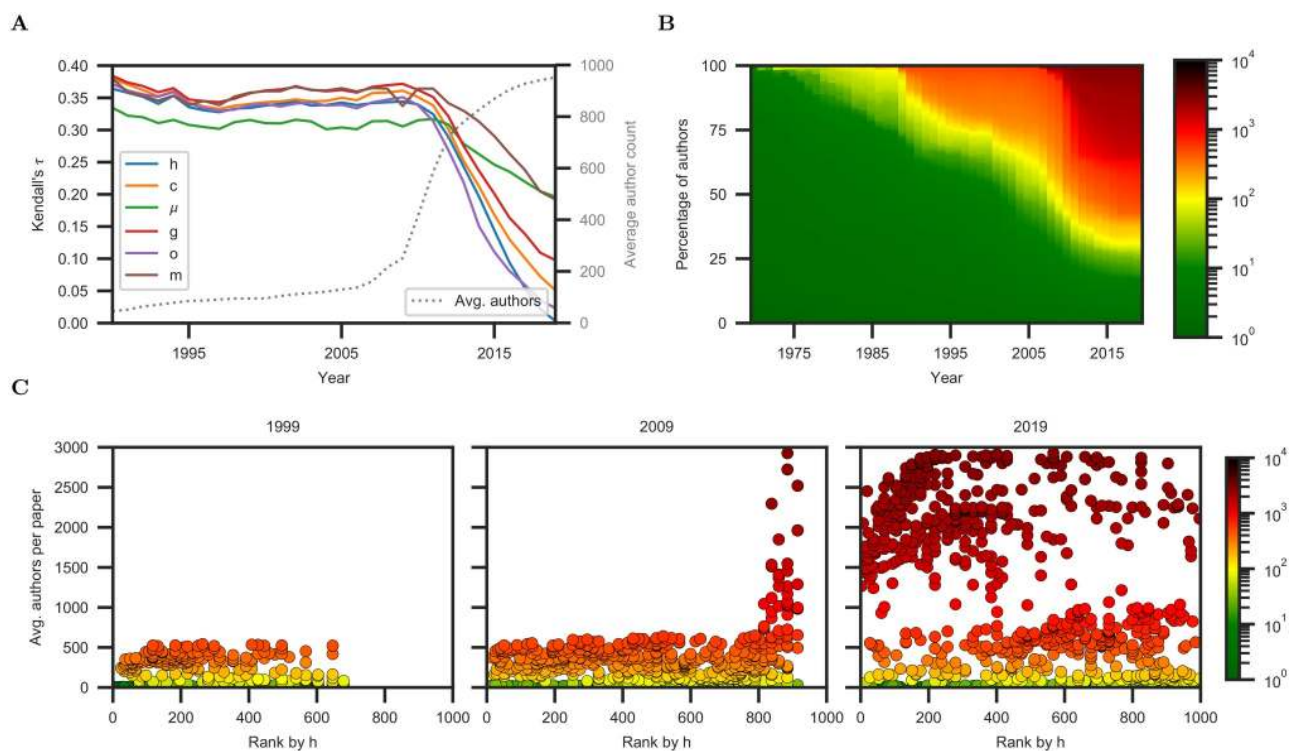 A
B
0.40
0.35
0.30
0.25
0.20
0.15
0.10
0.05
0.00
Kendall's τ
h
c
μ
g
o
m
Avg. authors
1000
800
600
400
200
0
Average author count
1995 2005 2015
Year
100
75
50
25
0
Percentage of authors
1975 1985 1995 2005 2015
Year
10^4
10^3
10^2
10^1
10^0
C
1999 2009 2019
3000
2500
2000
1500
1000
500
0
Avg. authors per paper
0 200 400 600 800 1000
Rank by h
0 200 400 600 800 1000
Rank by h
0 200 400 600 800 1000
Rank by h
10^4
10^3
10^2
10^1
10^0